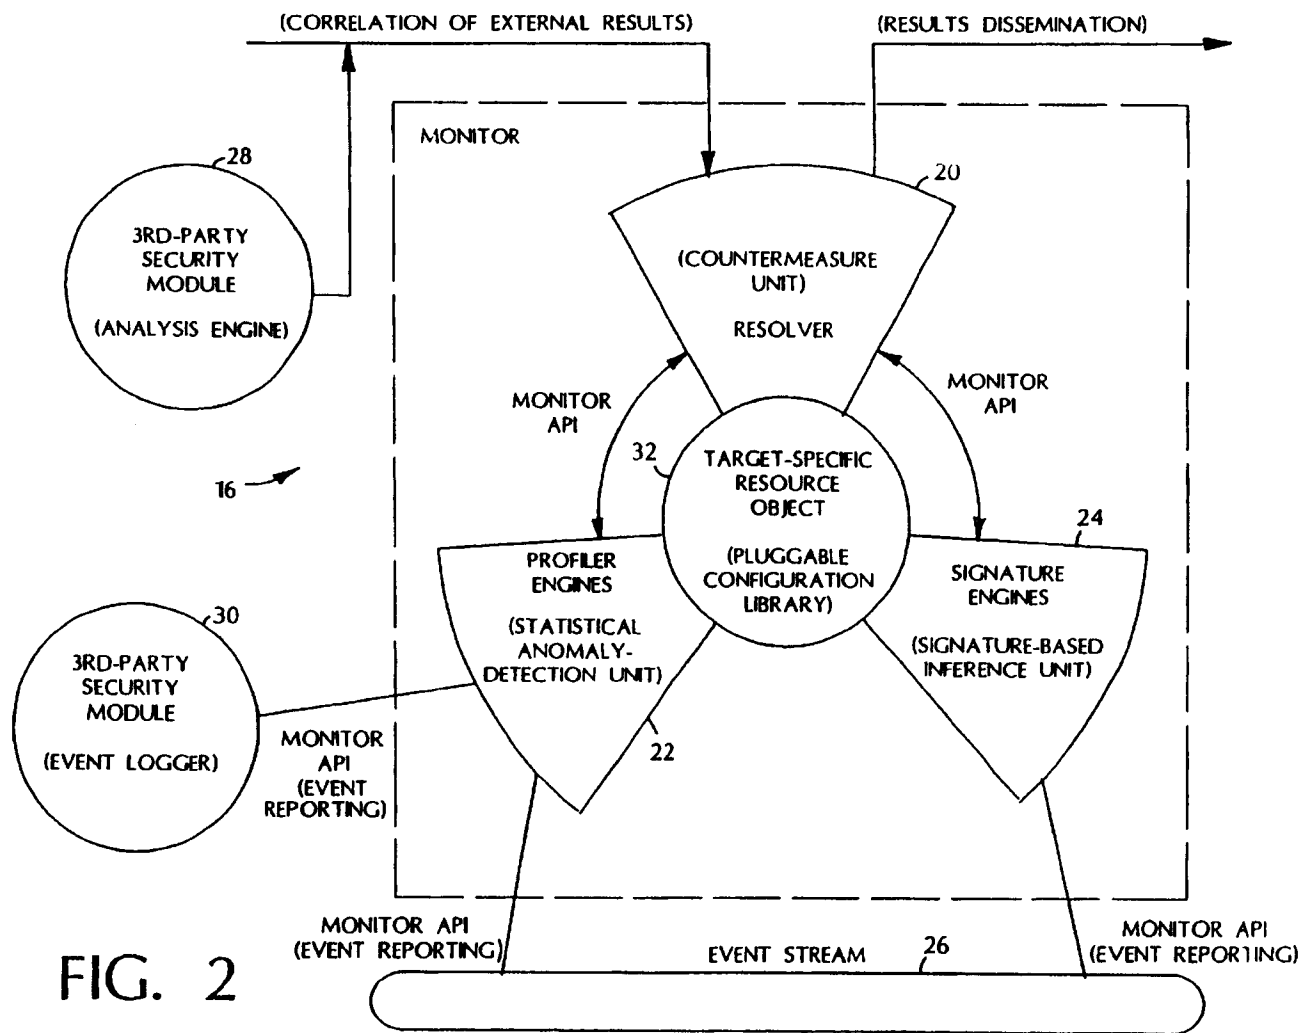 (CORRELATION OF EXTERNAL RESULTS)
(RESULTS DISSEMINATION)
MONITOR
28
20
3RD-PARTY
SECURITY
MODULE
(ANALYSIS ENGINE)
(COUNTERMEASURE
UNIT)
RESOLVER
MONITOR
API
MONITOR
API
16
32
TARGET-SPECIFIC
RESOURCE
OBJECT
(PLUGGABLE
CONFIGURATION
LIBRARY)
24
PROFILER
ENGINES
(STATISTICAL
ANOMALY-
DETECTION UNIT)
SIGNATURE
ENGINES
(SIGNATURE-BASED
INFERENCE UNIT)
30
3RD-PARTY
SECURITY
MODULE
(EVENT LOGGER)
22
MONITOR
API
(EVENT
REPORTING)
MONITOR API
(EVENT REPORTING)
EVENT STREAM
26
MONITOR API
(EVENT REPORTING)
FIG. 2